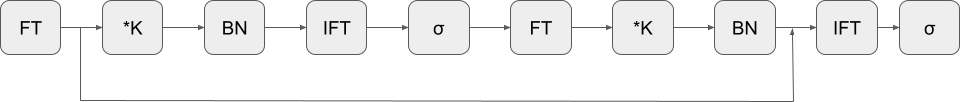 FT *K BN IFT σ FT *K BN IFT σ